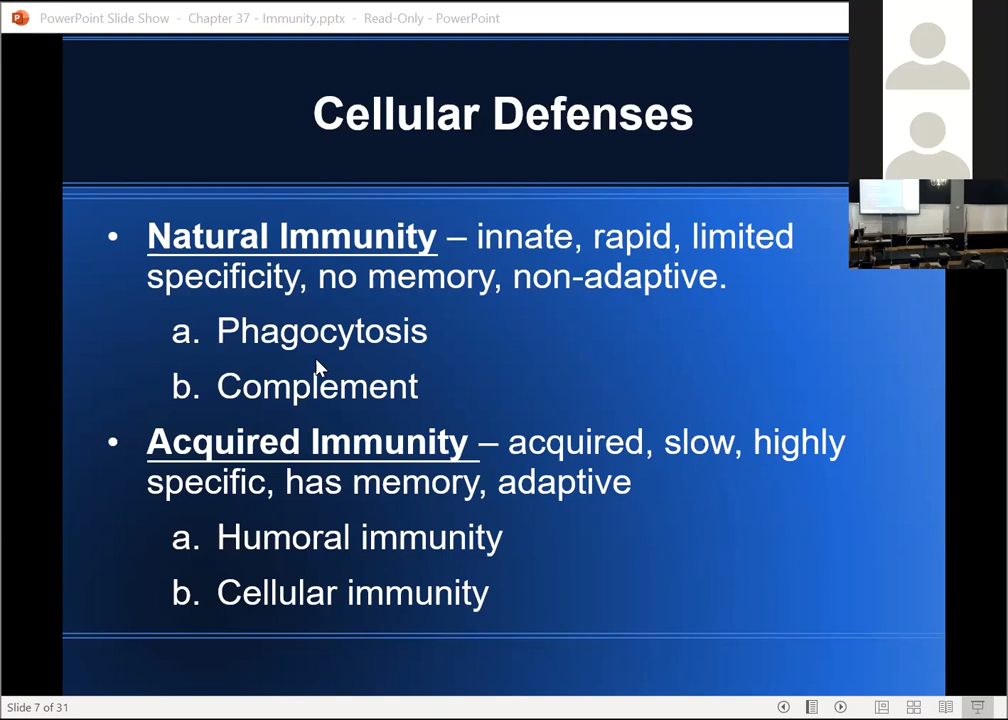 PowerPoint Slide Show - Chapter 37 - Immunity.pptx - Read-Only - PowerPoint
Cellular Defenses
• Natural Immunity – innate, rapid, limited
specificity, no memory, non-adaptive.
a. Phagocytosis
b. Complement
• Acquired Immunity – acquired, slow, highly
specific, has memory, adaptive
a. Humoral immunity
b. Cellular immunity
Slide 7 of 31